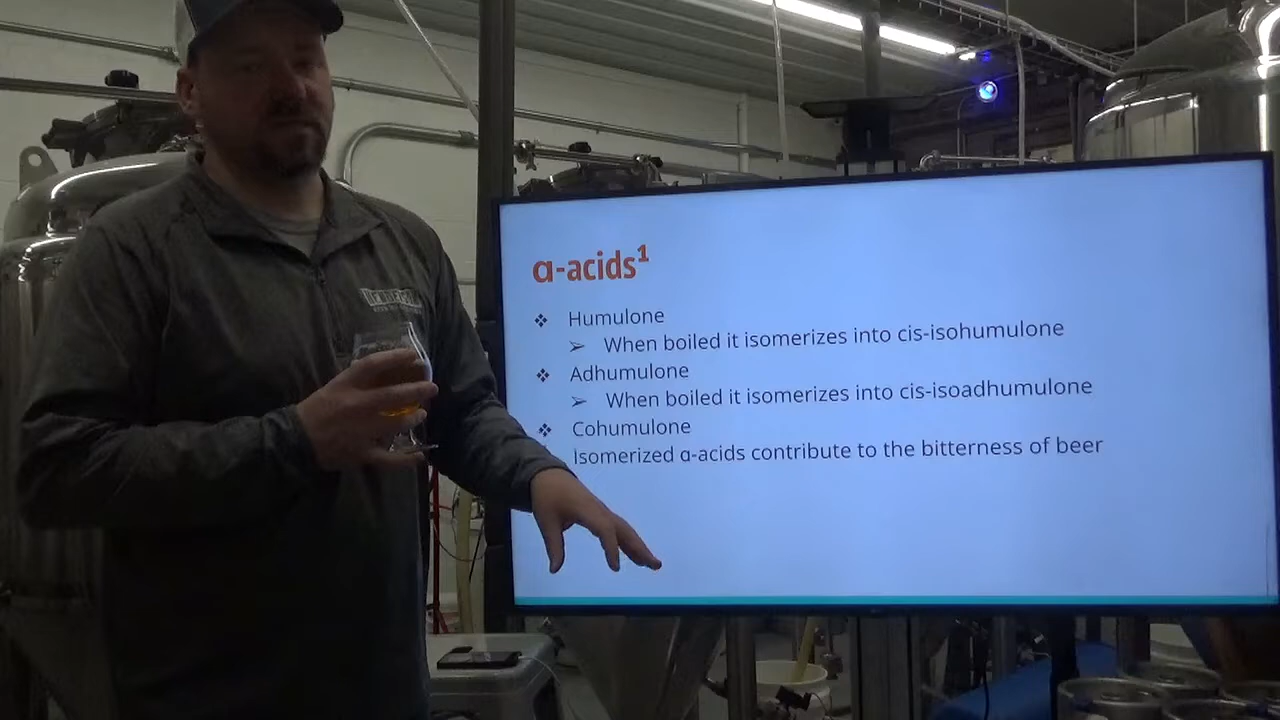 α-acids¹
❖ Humulone
➢ When boiled it isomerizes into cis-isohumulone
❖ Adhumulone
➢ When boiled it isomerizes into cis-isoadhumulone
❖ Cohumulone
Isomerized α-acids contribute to the bitterness of beer